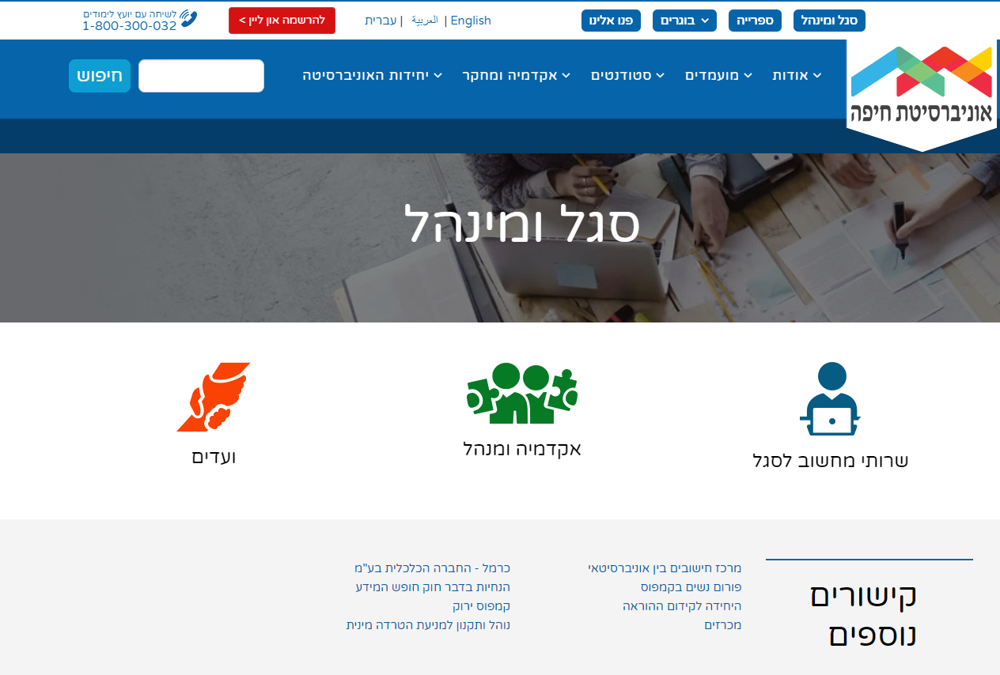 סגל ומינהל
ספרייה
בוגרים
פנו אלינו
English | العربية | עברית
להרשמה און ליין >
לשיחה עם יועץ לימודים
1-800-300-032
אוניברסיטת חיפה
אודות
מועמדים
סטודנטים
אקדמיה ומחקר
יחידות האוניברסיטה
חיפוש
סגל ומינהל
שרותי מחשוב לסגל
אקדמיה ומנהל
ועדים
קישורים
נוספים
מרכז חישובים בין אוניברסיטאי
פורום נשים בקמפוס
היחידה לקידום ההוראה
מכרזים
כרמל - החברה הכלכלית בע"מ
הנחיות בדבר חוק חופש המידע
קמפוס ירוק
נוהל ותקנון למניעת הטרדה מינית